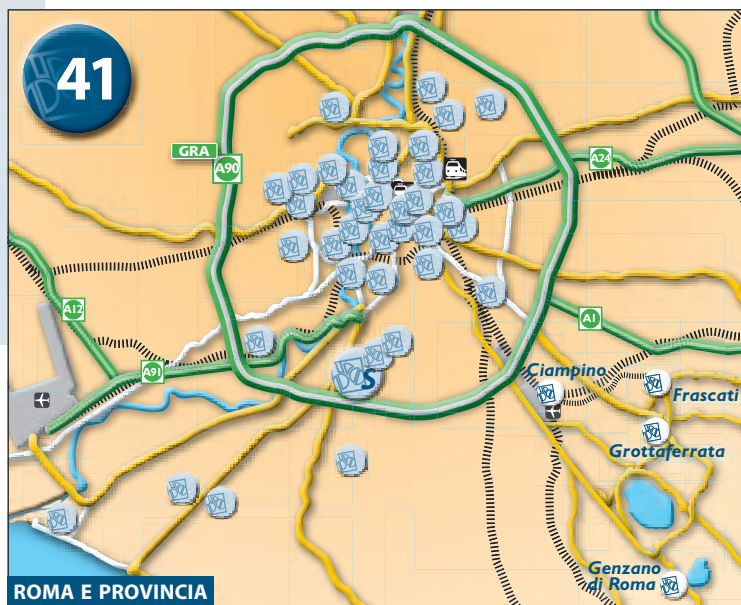 41
GRA
A90
A24
A12
A1
A91
S
Ciampino
Frascati
Grottaferrata
Genzano
di Roma
ROMA E PROVINCIA